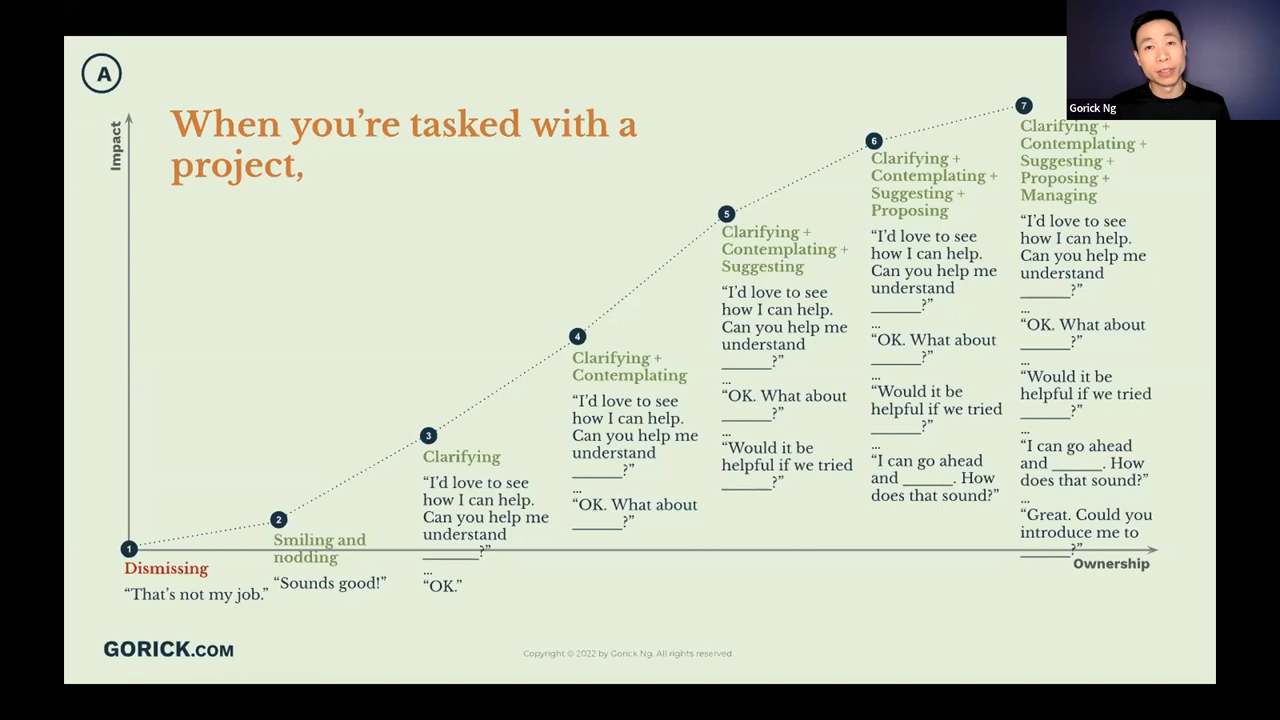 A
When you’re tasked with a
project,
Gorick Ng
Impact
1
Dismissing
“That’s not my job.”
2
Smiling and
nodding
“Sounds good!”
3
Clarifying
“I’d love to see
how I can help.
Can you help me
understand
________?”
...
“OK.”
4
Clarifying +
Contemplating
“I’d love to see
how I can help.
Can you help me
understand
_______?”
...
“OK. What about
_______?”
5
Clarifying +
Contemplating +
Suggesting
“I’d love to see
how I can help.
Can you help me
understand
_______?”
...
“OK. What about
_______?”
...
“Would it be
helpful if we tried
_______?”
6
Clarifying +
Contemplating +
Suggesting +
Proposing
“I’d love to see
how I can help.
Can you help me
understand
_______?”
...
“OK. What about
_______?”
...
“Would it be
helpful if we tried
_______?”
...
“I can go ahead
and _______. How
does that sound?”
7
Clarifying +
Contemplating +
Suggesting +
Proposing +
Managing
“I’d love to see
how I can help.
Can you help me
understand
_______?”
...
“OK. What about
_______?”
...
“Would it be
helpful if we tried
_______?”
...
“I can go ahead
and _______. How
does that sound?”
...
“Great. Could you
introduce me to
_______?”
Ownership
GORICK.COM
Copyright © 2022 by Gorick Ng. All rights reserved.